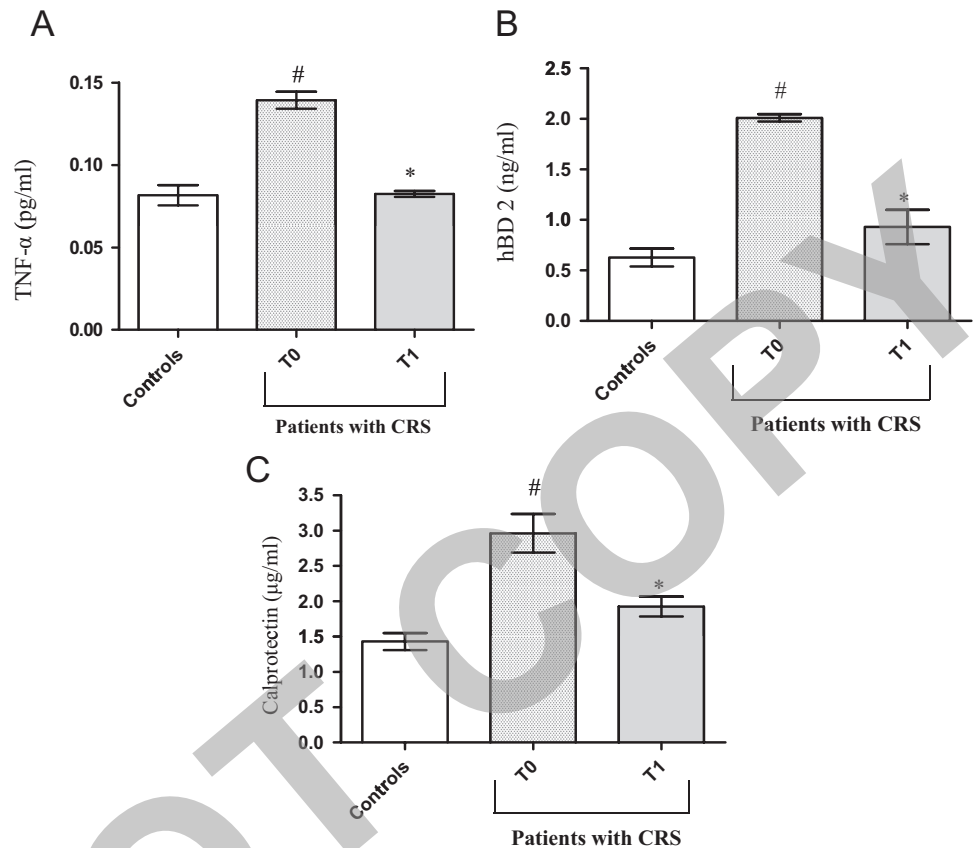 A
TNF-α (pg/ml)
0.15
0.10
0.05
0.00
#
*
Controls
T0
T1
Patients with CRS
B
hBD 2 (ng/ml)
2.5
2.0
1.5
1.0
0.5
0.0
#
*
Controls
T0
T1
Patients with CRS
C
Calprotectin (µg/ml)
3.5
3.0
2.5
2.0
1.5
1.0
0.5
0.0
#
*
Controls
T0
T1
Patients with CRS
OT COPY